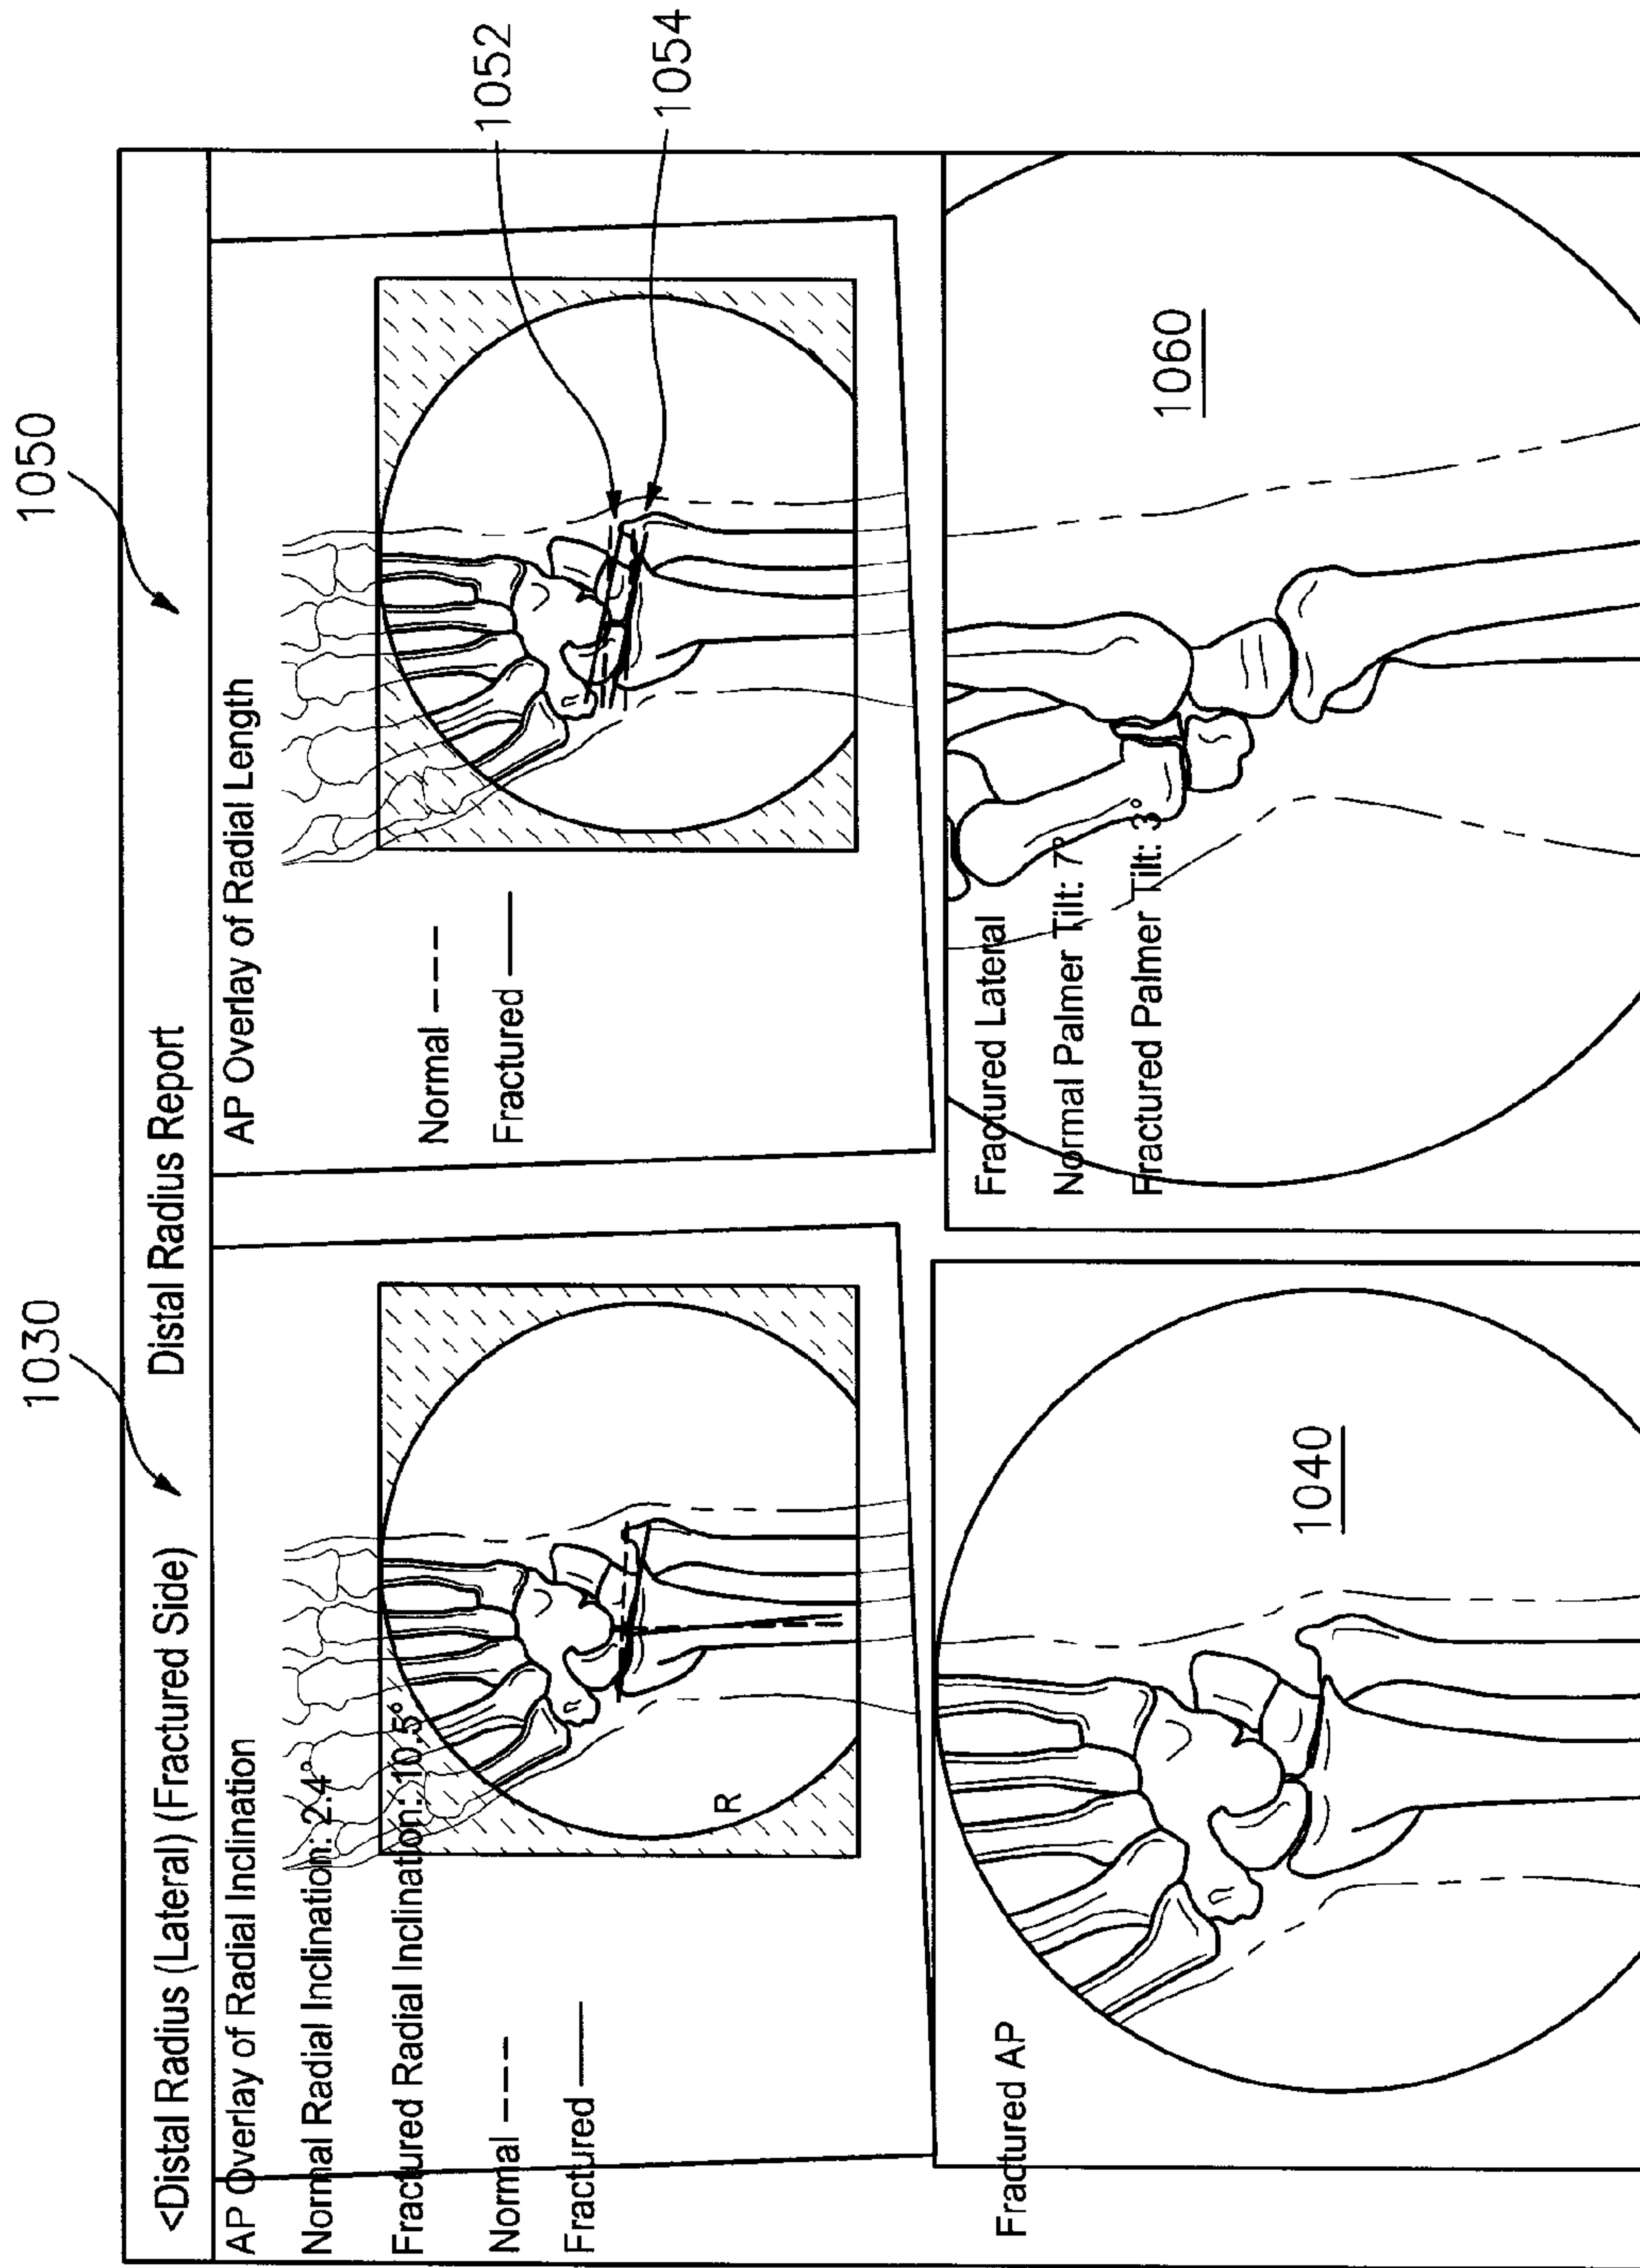 1030
1050
<Distal Radius (Lateral) (Fractured Side)
Distal Radius Report
AP Overlay of Radial Inclination
Normal Radial Inclination: 2.4°
Fractured Radial Inclination: 10.5°
Normal ---
Fractured —
R
AP Overlay of Radial Length
Normal ---
Fractured —
1052
1054
Fractured AP
1040
Fractured Lateral
Normal Palmer Tilt: 7°
Fractured Palmer Tilt: 3°
1060